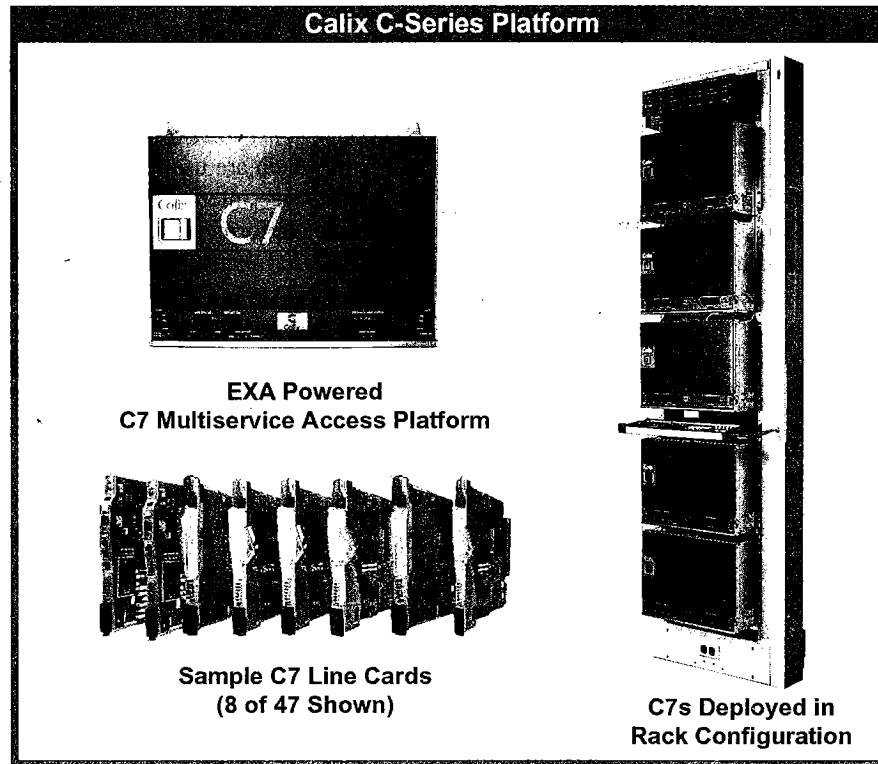 Calix C-Series Platform
Calix
C7
EXA Powered
C7 Multiservice Access Platform
Sample C7 Line Cards
(8 of 47 Shown)
C7s Deployed in
Rack Configuration